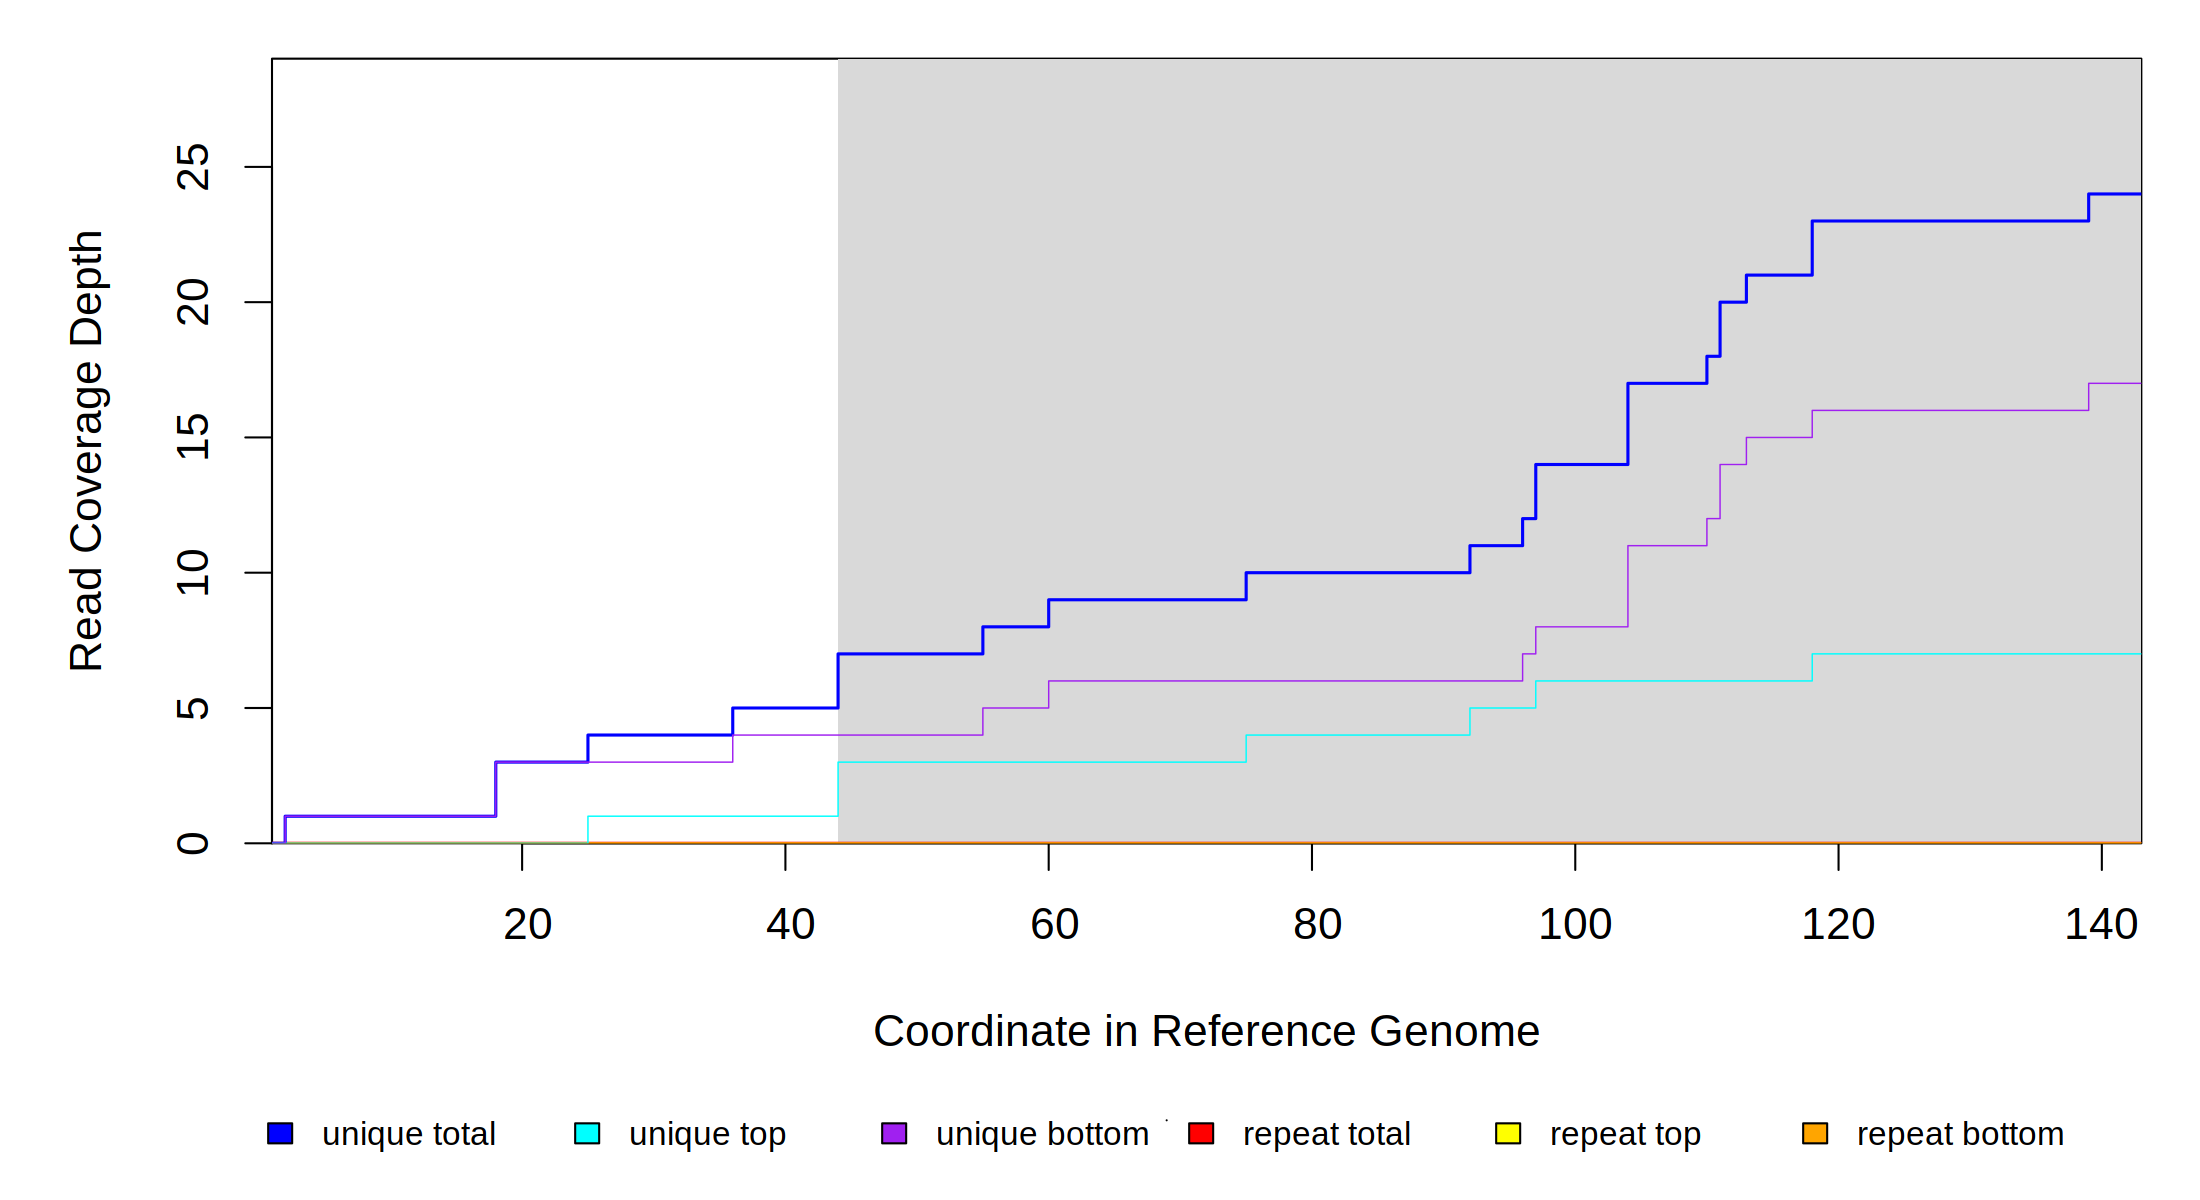 25
20
15
10
5
0
Read Coverage Depth
20 40 60 80 100 120 140
Coordinate in Reference Genome
unique total unique top unique bottom repeat total repeat top repeat bottom